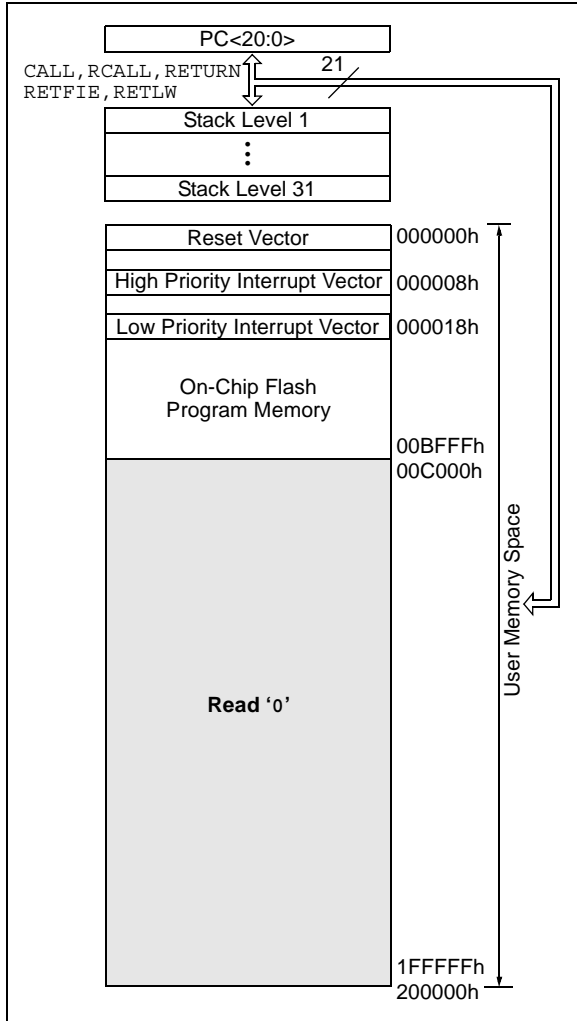 PC<20:0>
CALL,RCALL,RETURN
RETFIE,RETLW
21
Stack Level 1
Stack Level 31
Reset Vector
000000h
High Priority Interrupt Vector
000008h
Low Priority Interrupt Vector
000018h
On-Chip Flash
Program Memory
00BFFFh
00C000h
User Memory Space
Read ‘0’
1FFFFFh
200000h